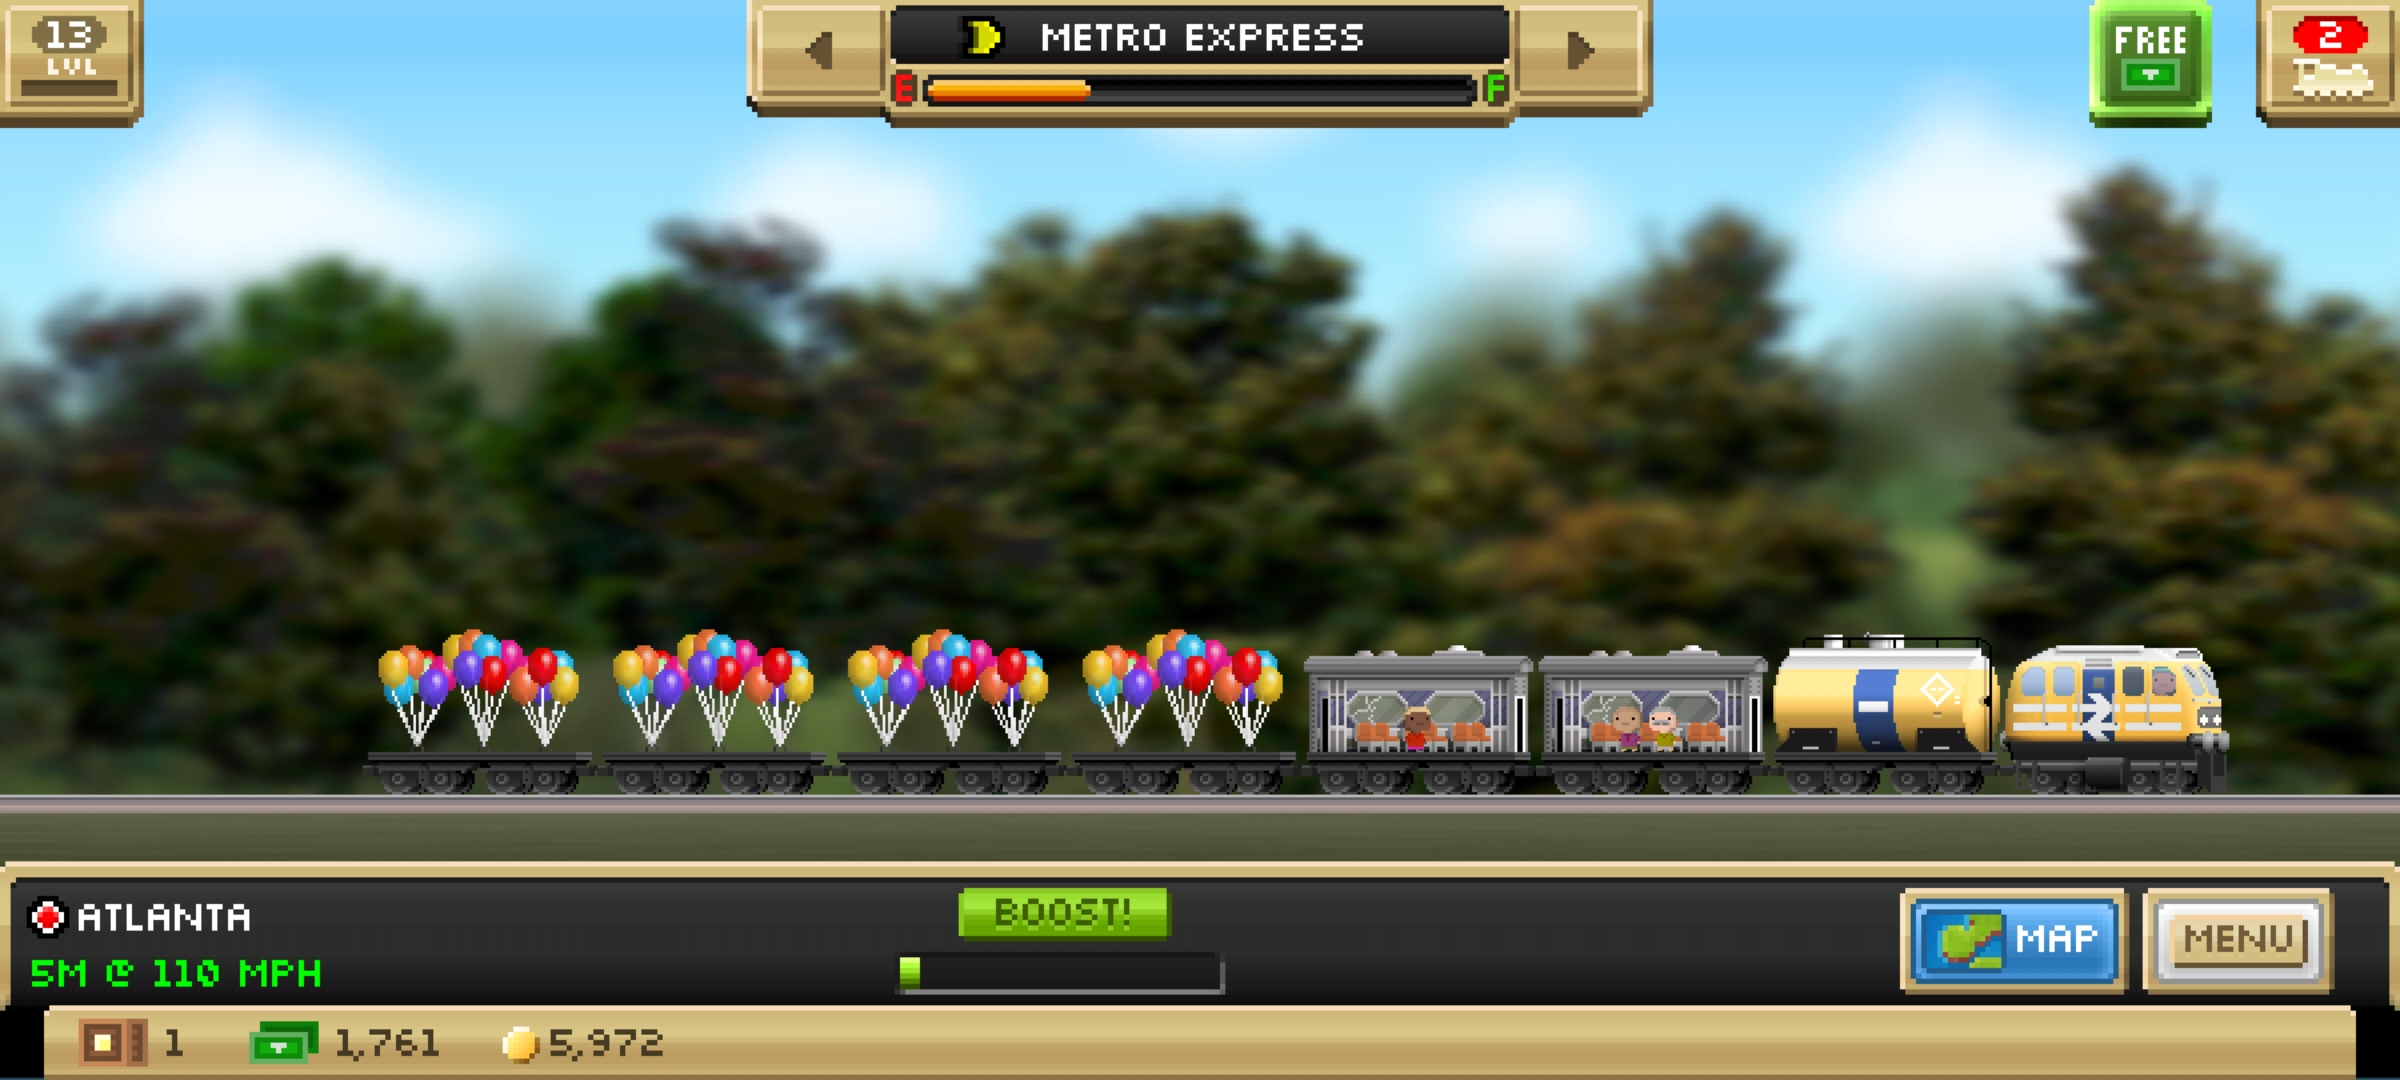 13
LVL
METRO EXPRESS
E F
FREE
2
ATLANTA
5M @ 110 MPH
BOOST!
MAP
MENU
1 1,761 5,972